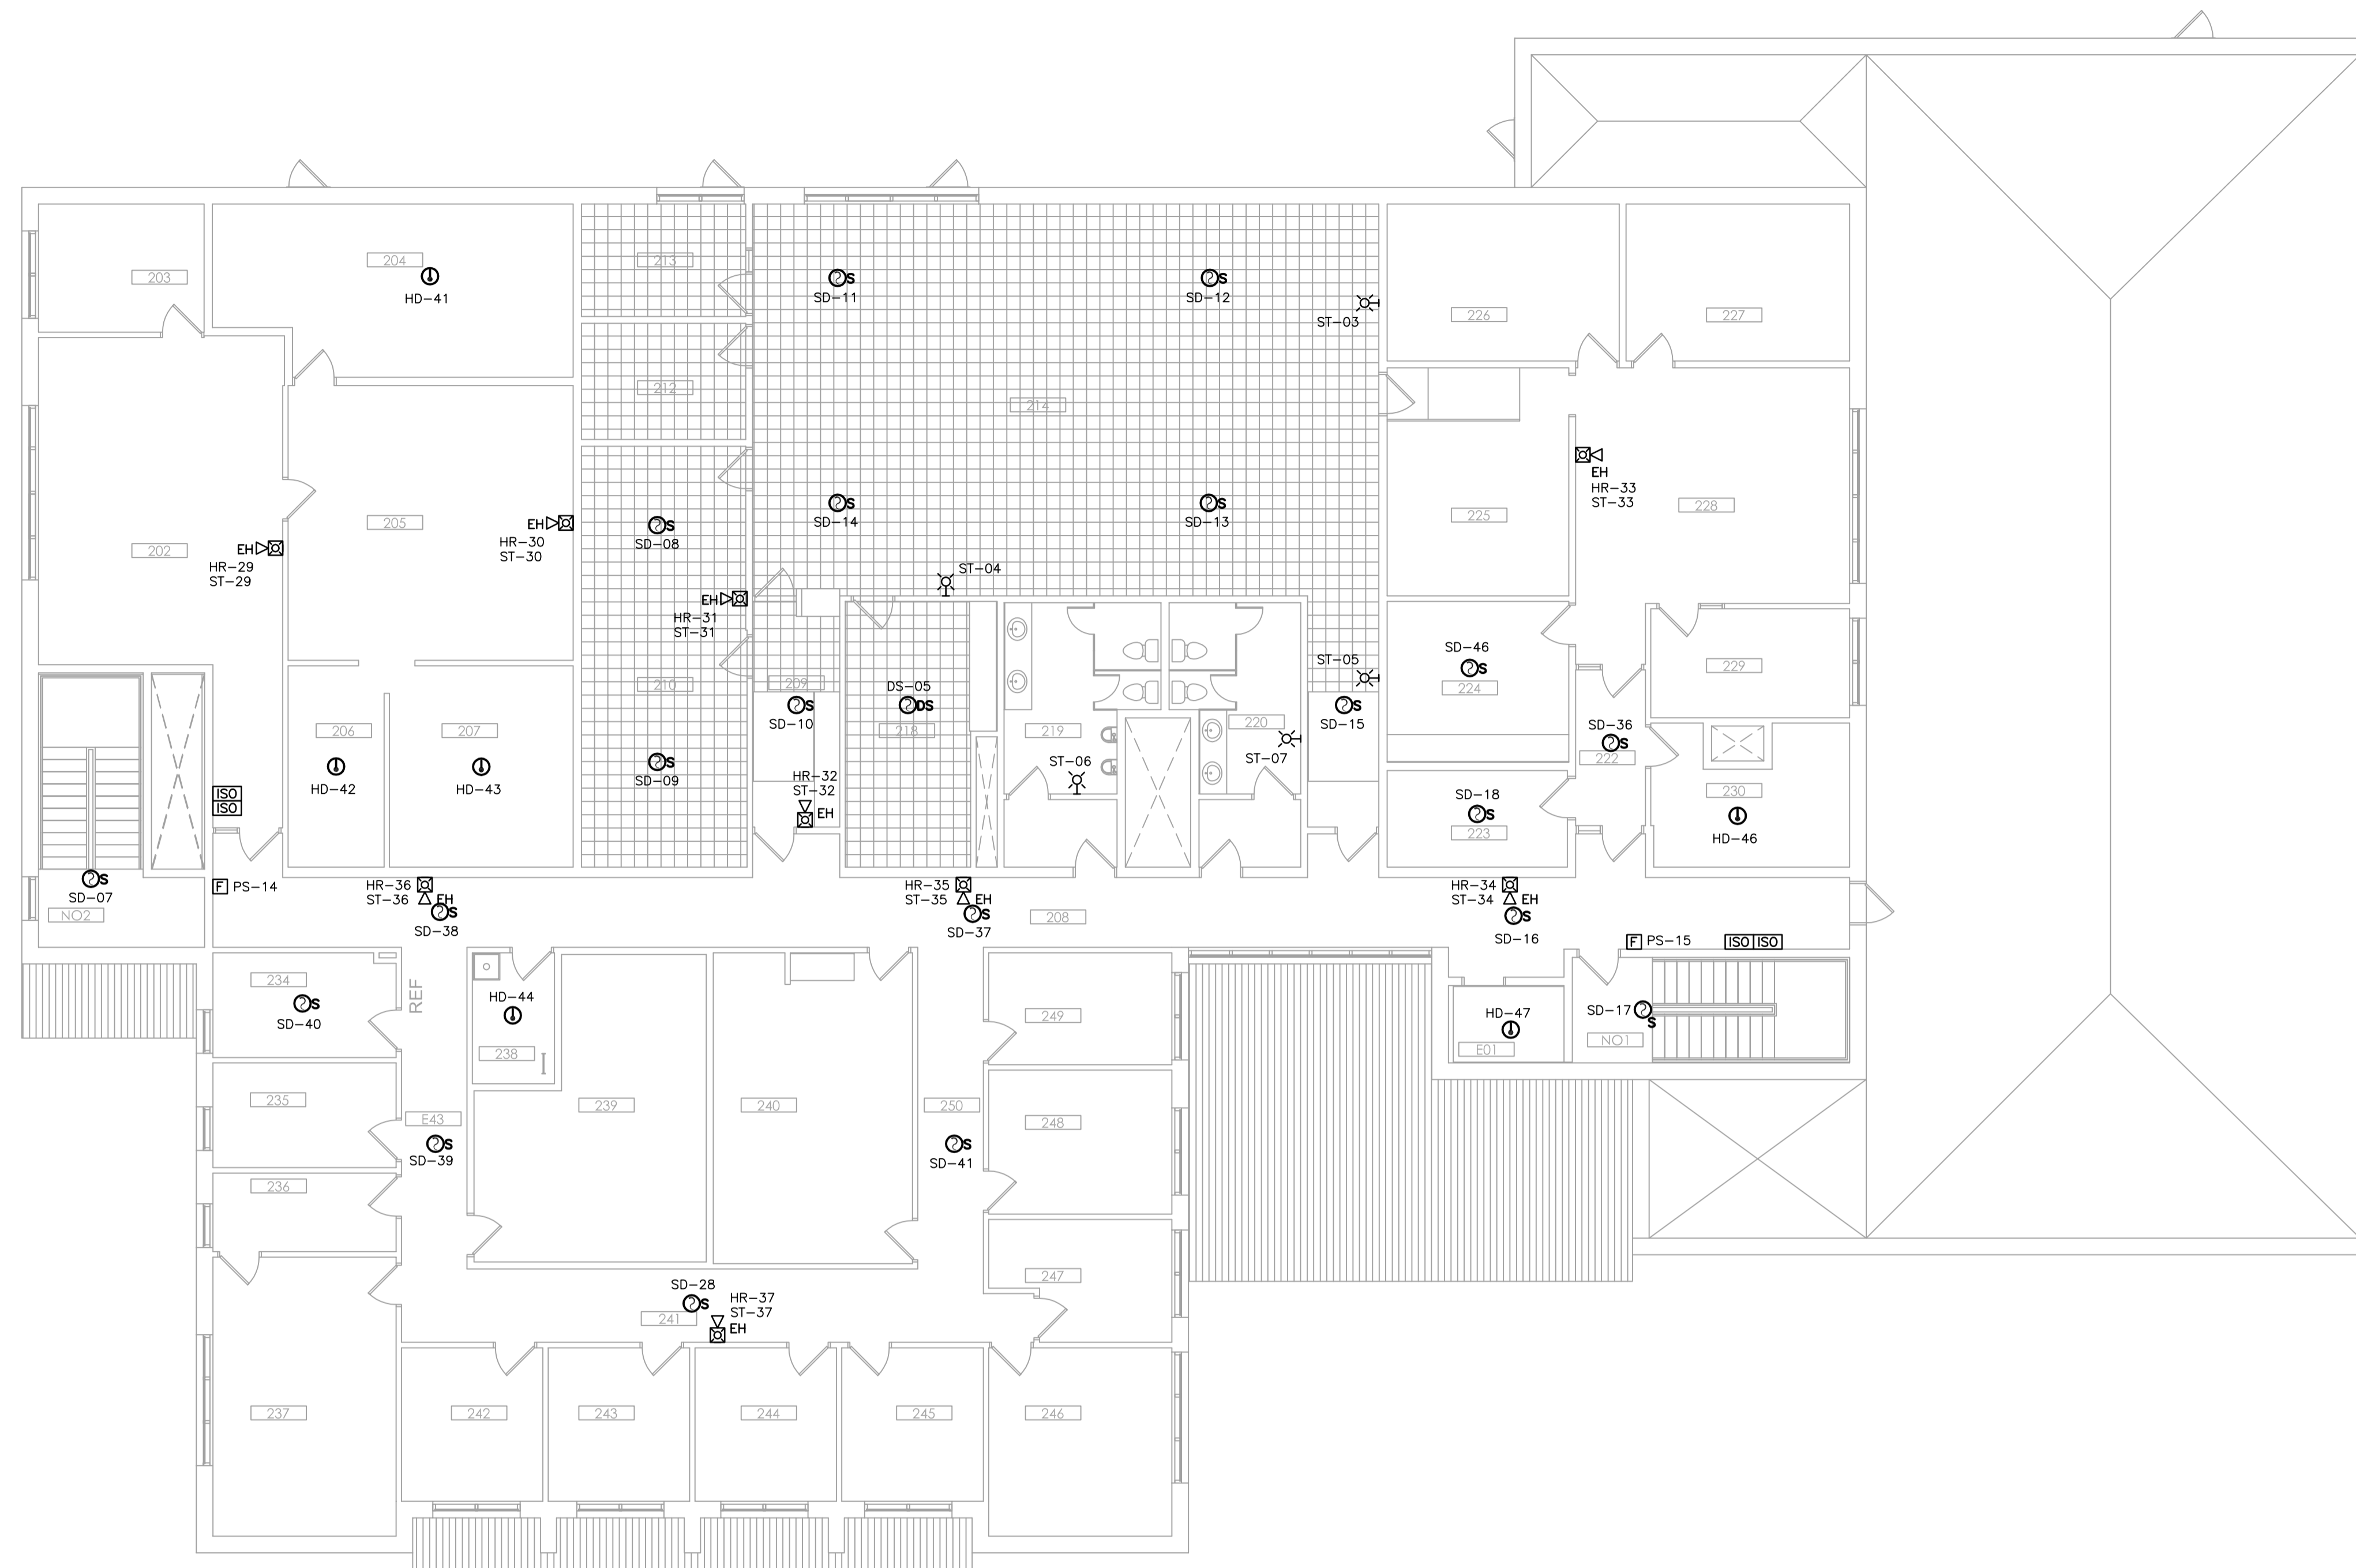 203
204
HD-41
213
S
SD-11
S
SD-12
ST-03
226
227
212
214
202
EH
HR-29
ST-29
205
EH
HR-30
ST-30
S
SD-08
S
SD-14
S
SD-13
225
EH
HR-33
ST-33
228
ST-04
EH
HR-31
ST-31
210
209
S
SD-10
DS-05
DS
218
219
220
ST-05
S
SD-15
SD-46
S
224
229
206
HD-42
207
HD-43
S
SD-09
HR-32
ST-32
EH
ST-06
ST-07
SD-36
S
222
SD-18
S
223
230
HD-46
ISO
ISO
S
SD-07
NO2
F PS-14
HR-36
ST-36
EH
S
SD-38
HR-35
ST-35
EH
S
SD-37
208
HR-34
ST-34
EH
S
SD-16
F PS-15
ISO ISO
234
S
SD-40
REF
HD-44
238
249
HD-47
E01
SD-17
S
NO1
235
E43
S
SD-39
239
240
250
S
SD-41
248
236
247
SD-28
S
241
HR-37
ST-37
EH
237
242
243
244
245
246